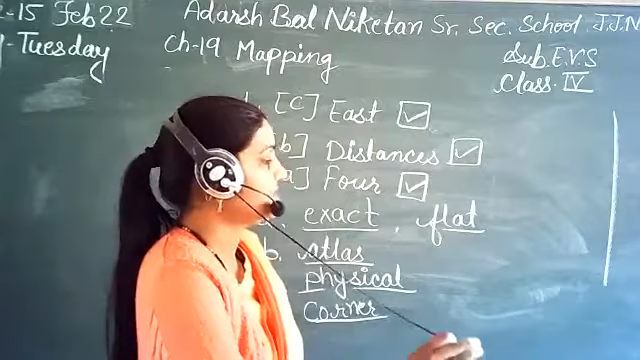 -15 Feb 22
Adarsh Bal Niketan Sr. Sec. School. J.J.N
Tuesday
Ch-19 Mapping
Sub. E.V.S
Class. IV
[C] East
b] Distances
a] Four
exact, flat
b. Atlas
physical
Corner